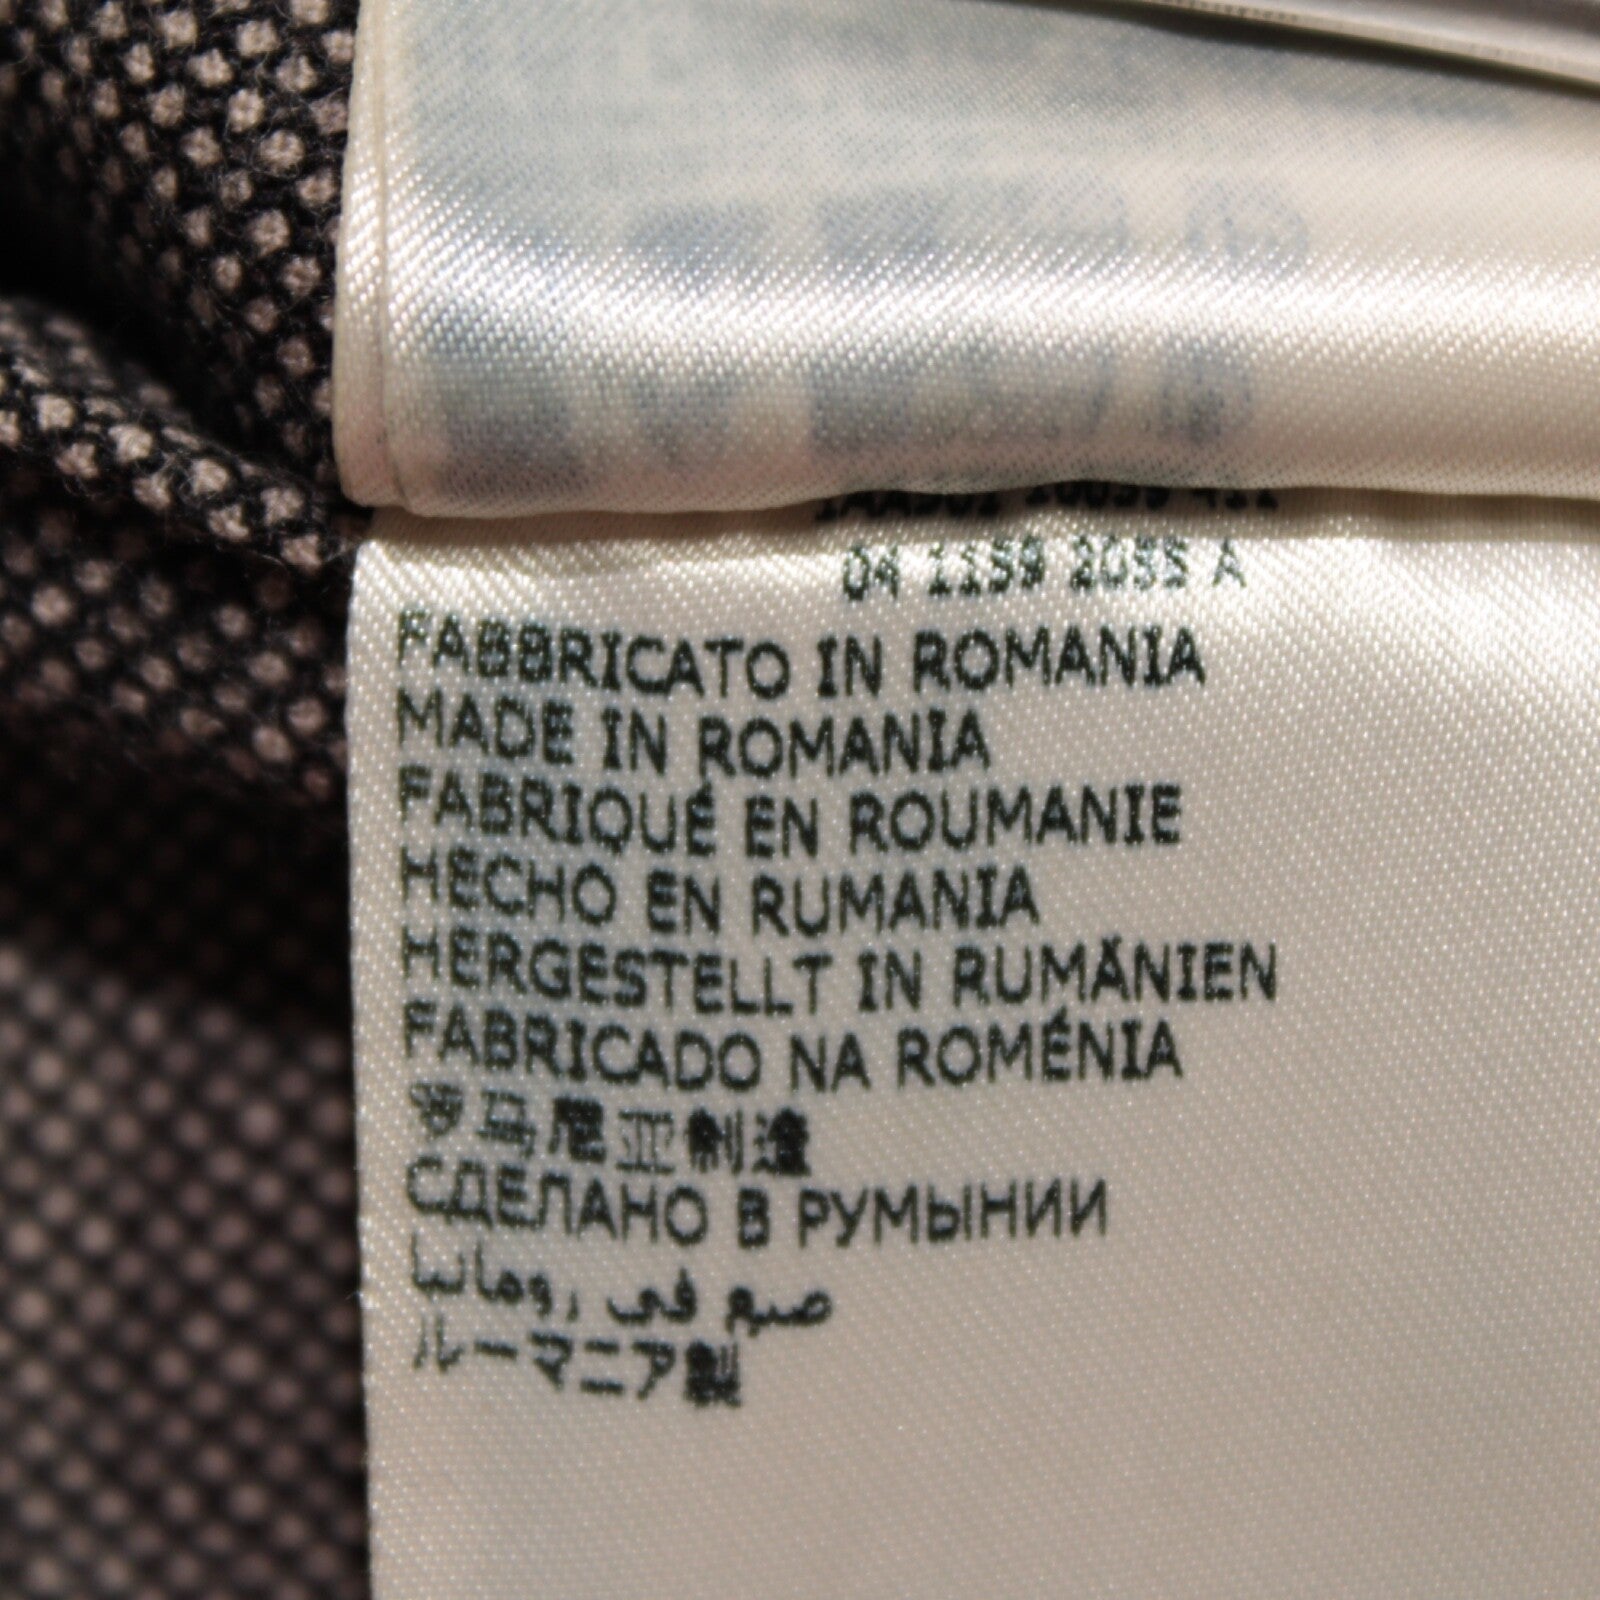 04 1159 2055 A
FABBRICATO IN ROMANIA
MADE IN ROMANIA
FABRIQUÉ EN ROUMANIE
HECHO EN RUMANIA
HERGESTELLT IN RUMÄNIEN
FABRICADO NA ROMÉNIA
罗马尼亚制造
СДЕЛАНО В РУМЫНИИ
صنع في رومانيا
ルーマニア製